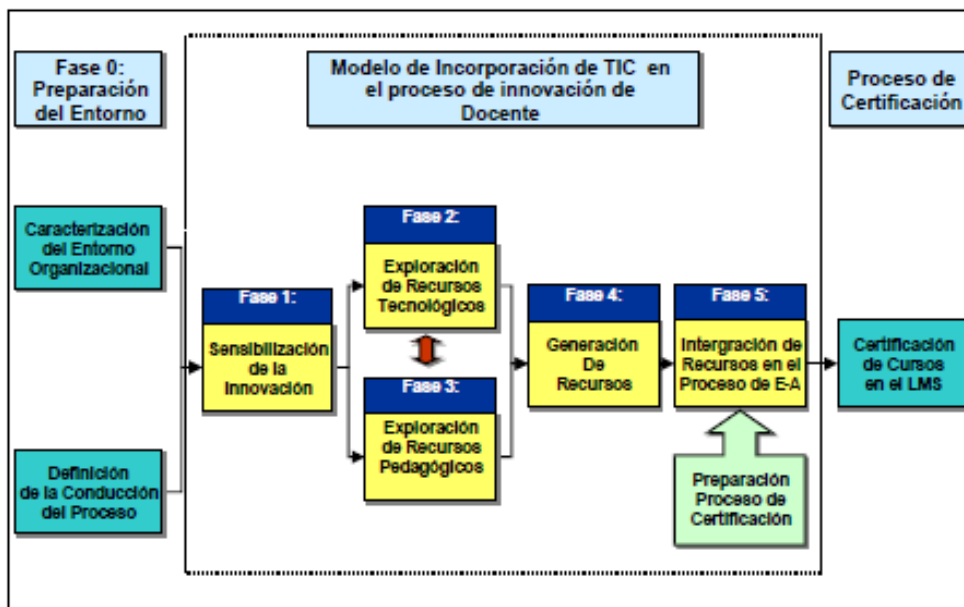 Fase 0:
Preparación
del Entorno
Modelo de Incorporación de TIC en
el proceso de innovación de
Docente
Proceso de
Certificación
Caracterización
del Entorno
Organizacional
Definición
de la Conducción
del Proceso
Fase 1:
Sensibilización
de la
Innovación
Fase 2:
Exploración
de Recursos
Tecnológicos
Fase 3:
Exploración
de Recursos
Pedagógicos
Fase 4:
Generación
De
Recursos
Fase 5:
Intergración de
Recursos en el
Proceso de E-A
Preparación
Proceso de
Certificación
Certificación
de Cursos
en el LMS